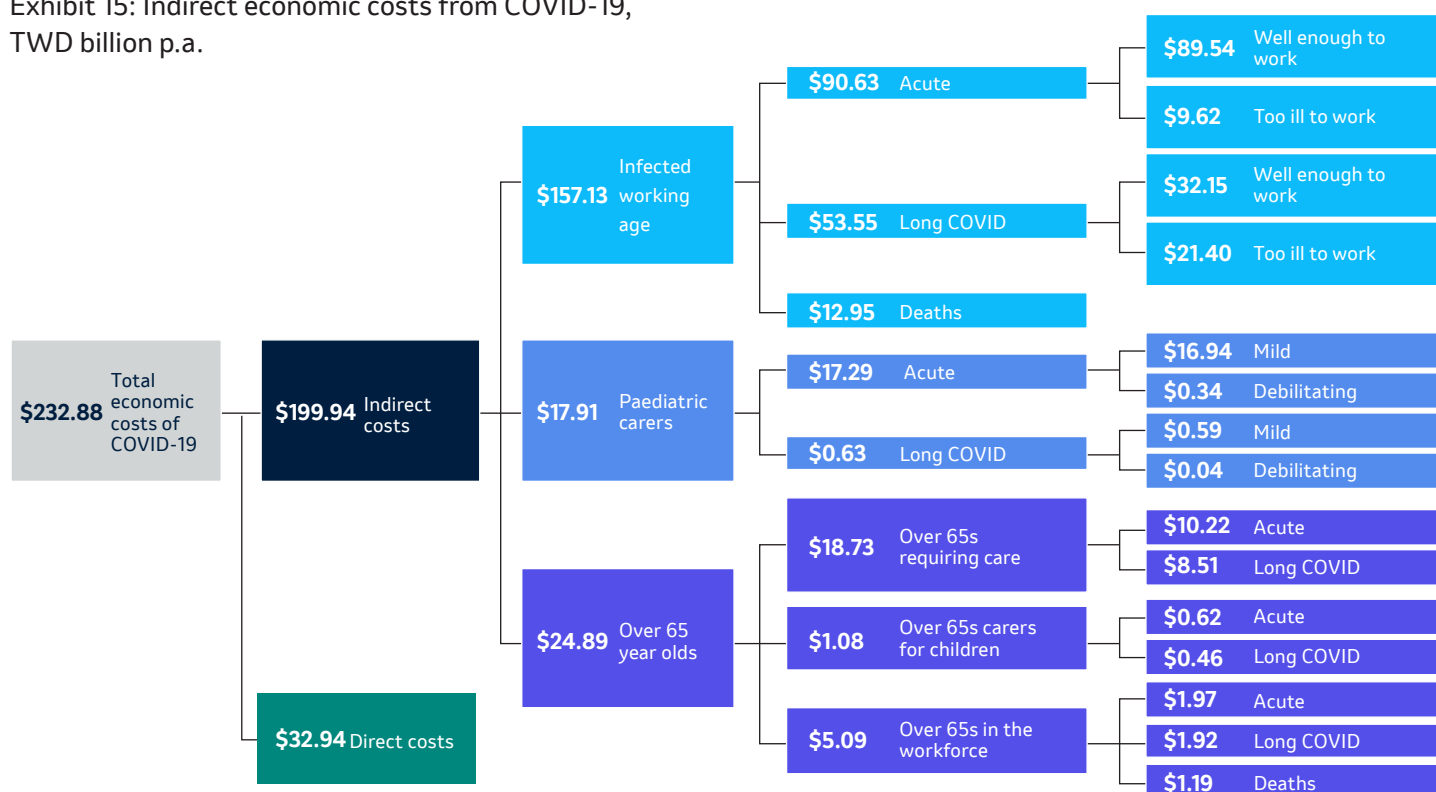 Exhibit 15: Indirect economic costs from COVID-19,
TWD billion p.a.
$232.88 Total
economic
costs of
COVID-19
$199.94 Indirect
costs
$32.94 Direct costs
$157.13 Infected
working
age
$17.91 Paediatric
carers
$24.89 Over 65
year olds
$90.63 Acute
$53.55 Long COVID
$12.95 Deaths
$17.29 Acute
$0.63 Long COVID
$18.73 Over 65s
requiring care
$1.08 Over 65s carers
for children
$5.09 Over 65s in the
workforce
$89.54 Well enough to
work
$9.62 Too ill to work
$32.15 Well enough to
work
$21.40 Too ill to work
$16.94 Mild
$0.34 Debilitating
$0.59 Mild
$0.04 Debilitating
$10.22 Acute
$8.51 Long COVID
$0.62 Acute
$0.46 Long COVID
$1.97 Acute
$1.92 Long COVID
$1.19 Deaths